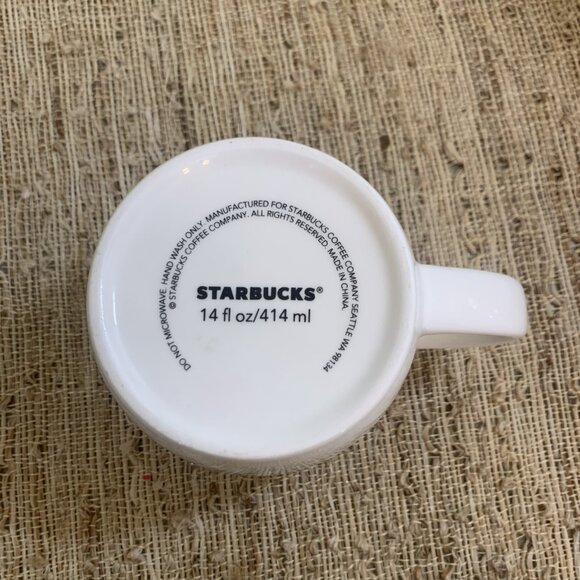 DO NOT MICROWAVE HAND WASH ONLY. MANUFACTURED FOR STARBUCKS COFFEE COMPANY SEATTLE WA 98134
© STARBUCKS COFFEE COMPANY. ALL RIGHTS RESERVED. MADE IN CHINA.
STARBUCKS®
14 fl oz/414 ml